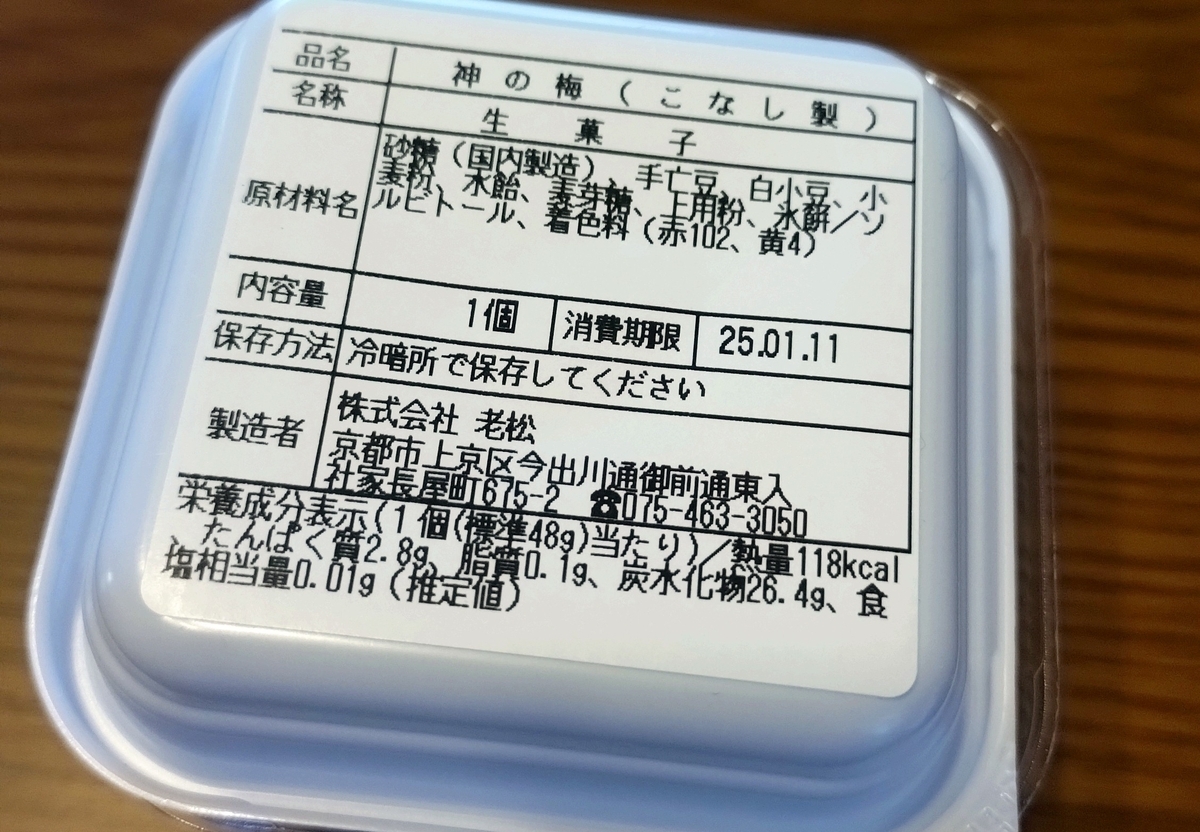 品名 神の梅（こなし製）
名称 生菓子
原材料名 砂糖（国内製造）、手亡豆、白小豆、小
麦粉、水飴、麦芽糖、上用粉、氷餅／ソ
ルビトール、着色料（赤102、黄4）
内容量 1個 消費期限 25.01.11
保存方法 冷暗所で保存してください
製造者 株式会社 老松
京都市上京区今出川通御前通東入
社家長屋町675-2 ☎075-463-3050
栄養成分表示(1個(標準48g)当たり)／熱量118kcal
、たんぱく質2.8g、脂質0.1g、炭水化物26.4g、食
塩相当量0.01g（推定値）